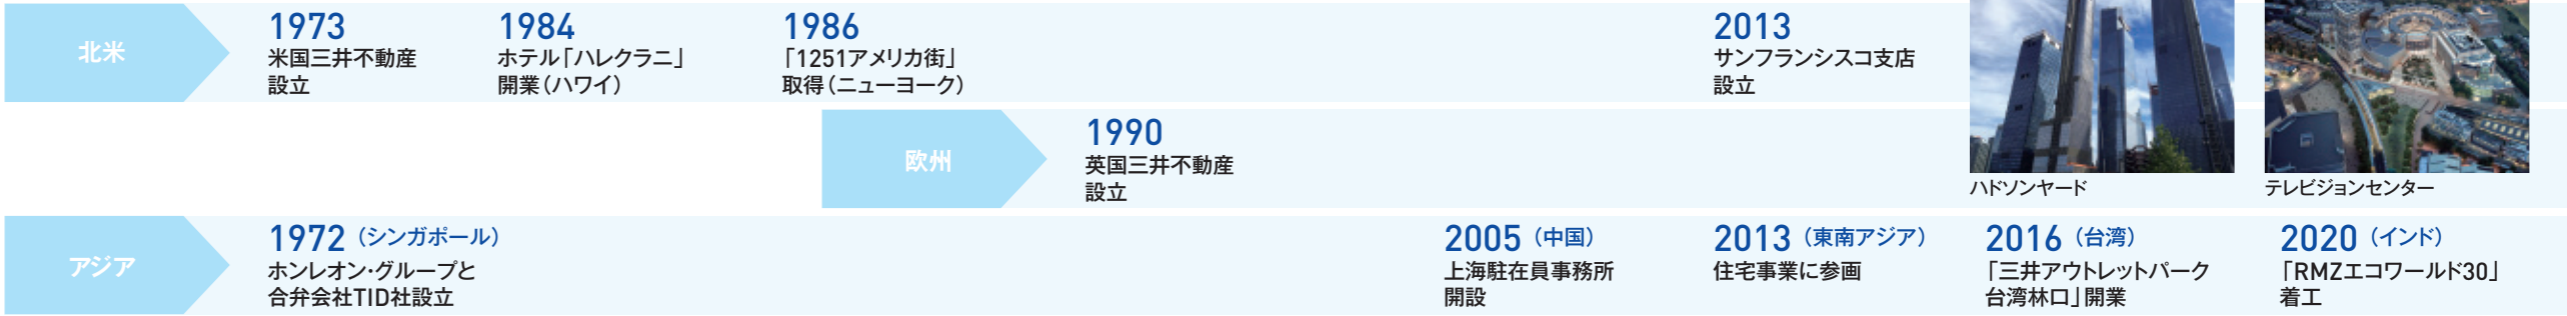 北米
1973
米国三井不動産
設立
1984
ホテル「ハレクラニ」
開業(ハワイ)
1986
「1251アメリカ街」
取得(ニューヨーク)
2013
サンフランシスコ支店
設立
欧州
1990
英国三井不動産
設立
ハドソンヤード
テレビジョンセンター
アジア
1972(シンガポール)
ホンレオン・グループと
合弁会社TID社設立
2005(中国)
上海駐在員事務所
開設
2013(東南アジア)
住宅事業に参画
2016(台湾)
「三井アウトレットパーク
台湾林口」開業
2020(インド)
「RMZエコワールド30」
着工